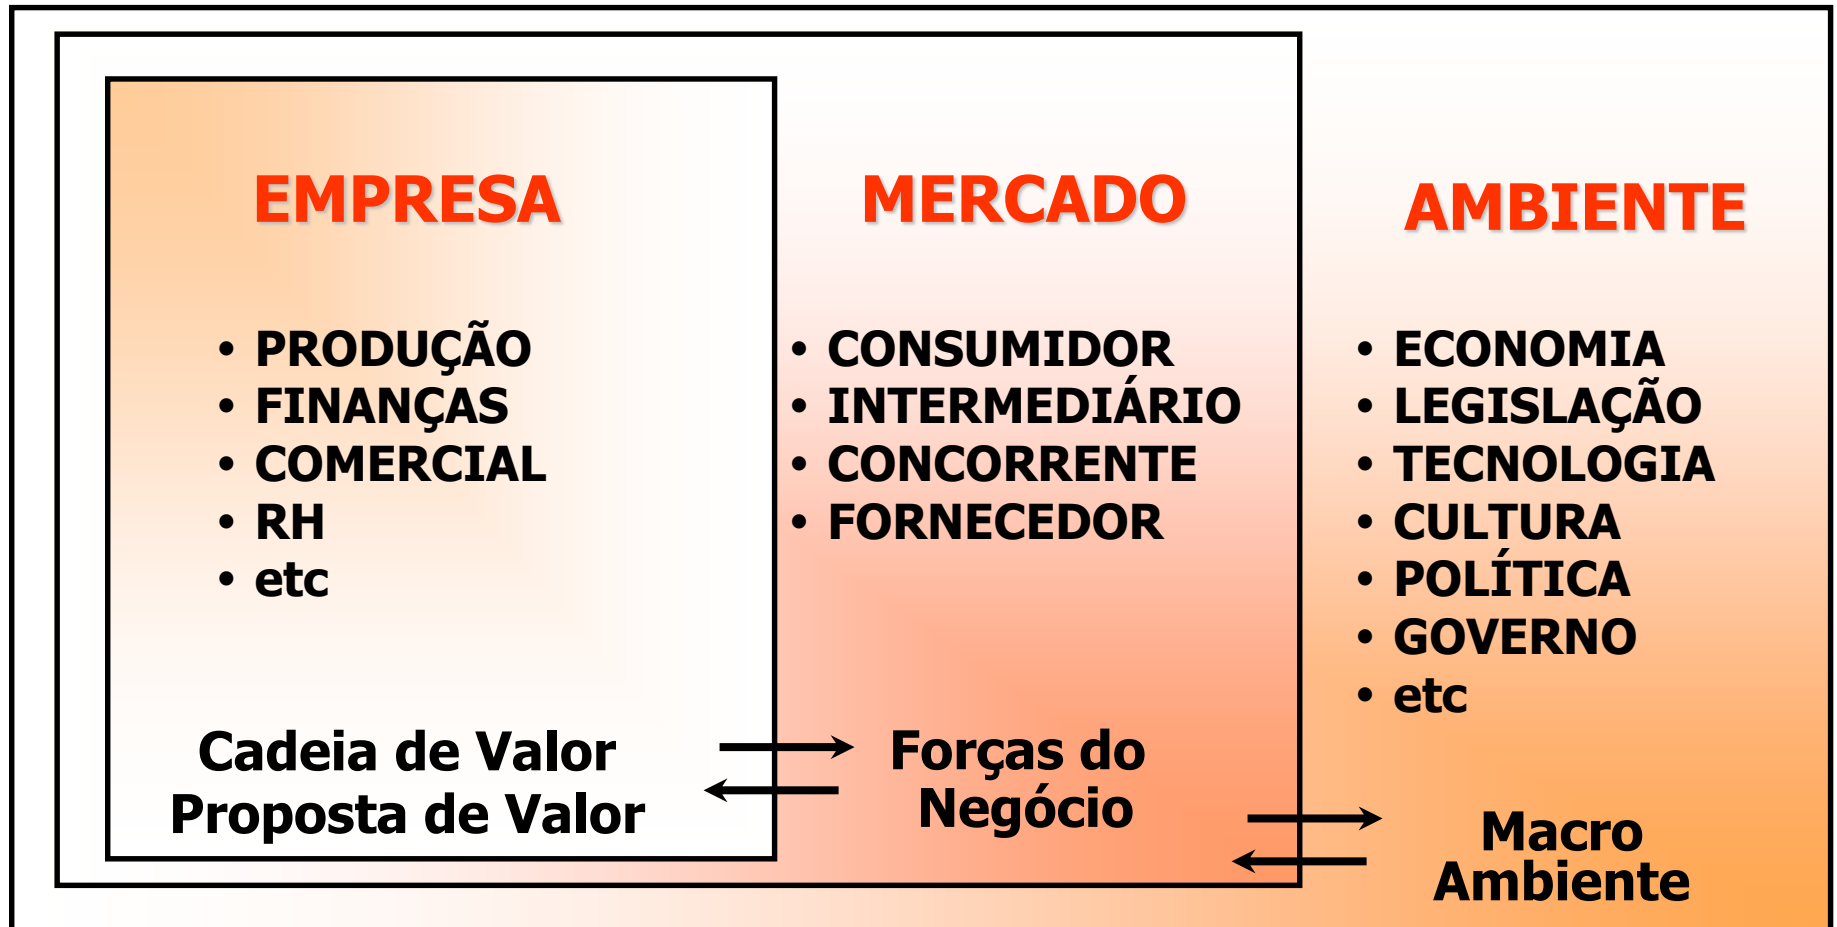 EMPRESA
• PRODUÇÃO
• FINANÇAS
• COMERCIAL
• RH
• etc
Cadeia de Valor
Proposta de Valor
MERCADO
• CONSUMIDOR
• INTERMEDIÁRIO
• CONCORRENTE
• FORNECEDOR
Forças do
Negócio
AMBIENTE
• ECONOMIA
• LEGISLAÇÃO
• TECNOLOGIA
• CULTURA
• POLÍTICA
• GOVERNO
• etc
Macro
Ambiente